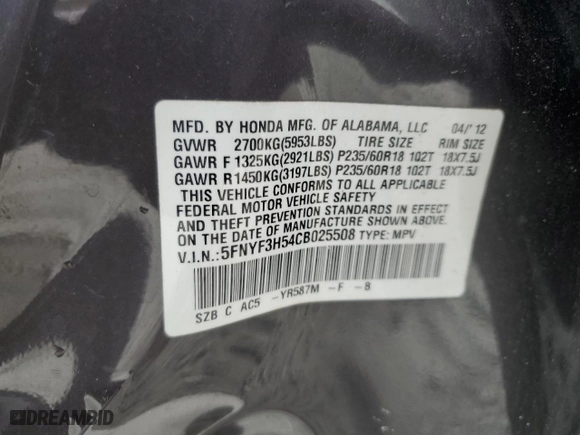 MFD. BY HONDA MFG. OF ALABAMA, LLC 04/'12
GVWR 2700KG(5953LBS) TIRE SIZE RIM SIZE
GAWR F 1325KG(2921LBS) P235/60R18 102T 18X7.5J
GAWR R 1450KG(3197LBS) P235/60R18 102T 18X7.5J
THIS VEHICLE CONFORMS TO ALL APPLICABLE
FEDERAL MOTOR VEHICLE SAFETY
AND THEFT PREVENTION STANDARDS IN EFFECT
ON THE DATE OF MANUFACTURE SHOWN ABOVE.
V.I.N.:5FNYF3H54CB025508 TYPE: MPV
SZB C AC5 -YR587M -F -8
DREAMBID